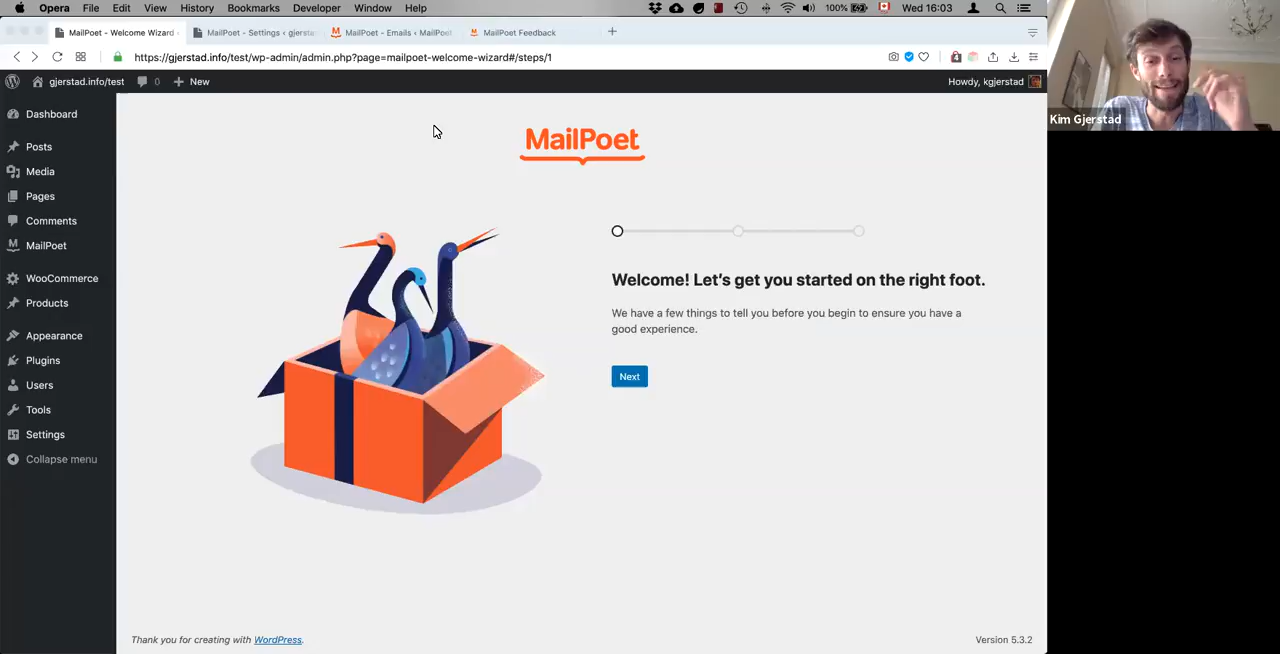 Opera File Edit View History Bookmarks Developer Window Help 100% Wed 16:03
MailPoet - Welcome Wizard MailPoet - Settings ‹ gjersta MailPoet - Emails ‹ MailPoet MailPoet Feedback
https://gjerstad.info/test/wp-admin/admin.php?page=mailpoet-welcome-wizard#/steps/1
gjerstad.info/test 0 New Howdy, kgjerstad
Kim Gjerstad
Dashboard
Posts
Media
Pages
Comments
MailPoet
WooCommerce
Products
Appearance
Plugins
Users
Tools
Settings
Collapse menu
MailPoet
Welcome! Let's get you started on the right foot.
We have a few things to tell you before you begin to ensure you have a
good experience.
Next
Thank you for creating with WordPress.
Version 5.3.2